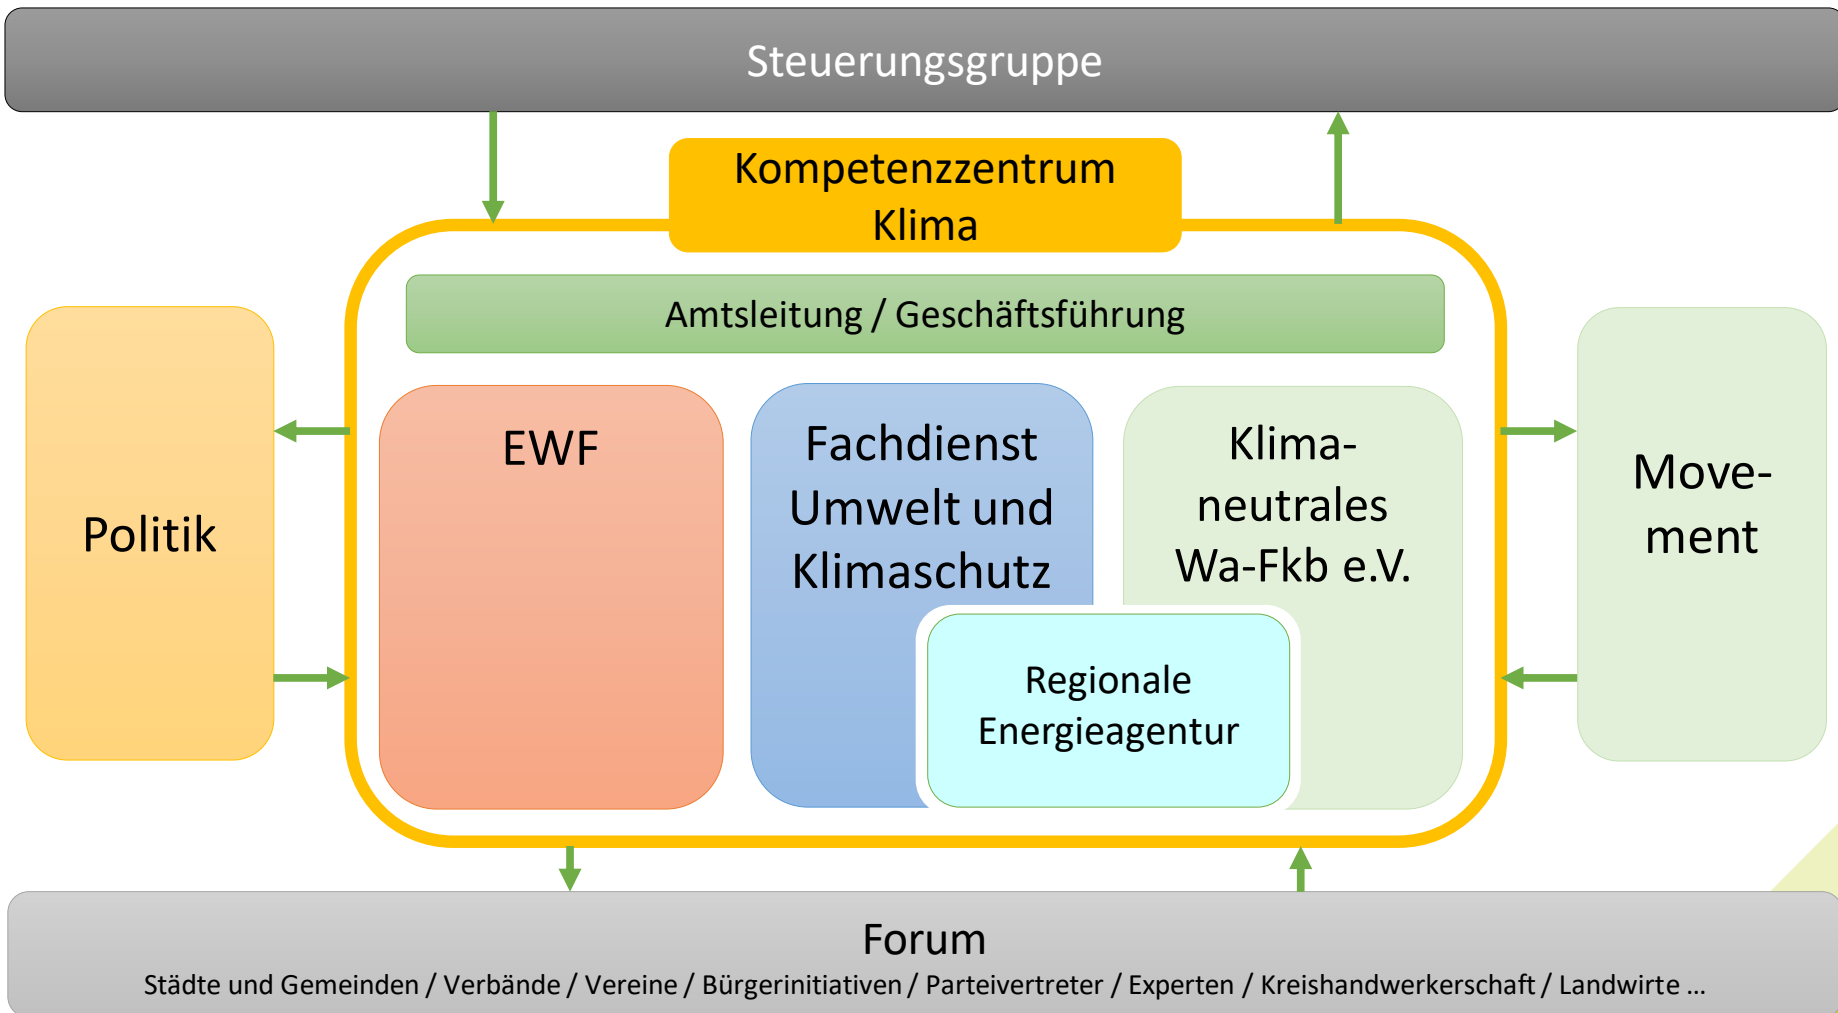 Steuerungsgruppe
Kompetenzzentrum
Klima
Amtsleitung / Geschäftsführung
Politik
EWF
Fachdienst
Umwelt und
Klimaschutz
Klima-
neutrales
Wa-Fkb e.V.
Regionale
Energieagentur
Move-
ment
Forum
Städte und Gemeinden / Verbände / Vereine / Bürgerinitiativen / Parteivertreter / Experten / Kreishandwerkerschaft / Landwirte ...